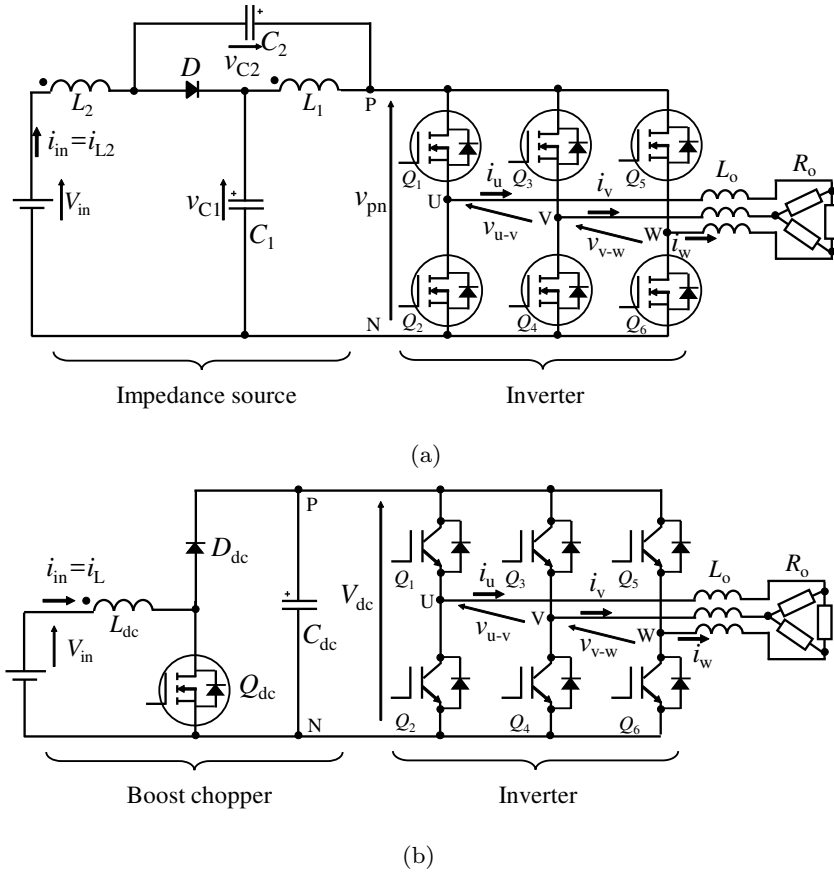 C2
vC2
D
L2
L1
P
iin=iL2
Vin
vC1
C1
vpn
Q1
Q3
Q5
iu
iv
iw
U
V
W
vu-v
vv-w
Lo
Ro
Q2
Q4
Q6
N
Impedance source
Inverter
(a)
P
Ddc
iin=iL
Ldc
Vin
Qdc
Cdc
Vdc
Q1
Q3
Q5
iu
iv
iw
U
V
W
vu-v
vv-w
Lo
Ro
Q2
Q4
Q6
N
Boost chopper
Inverter
(b)